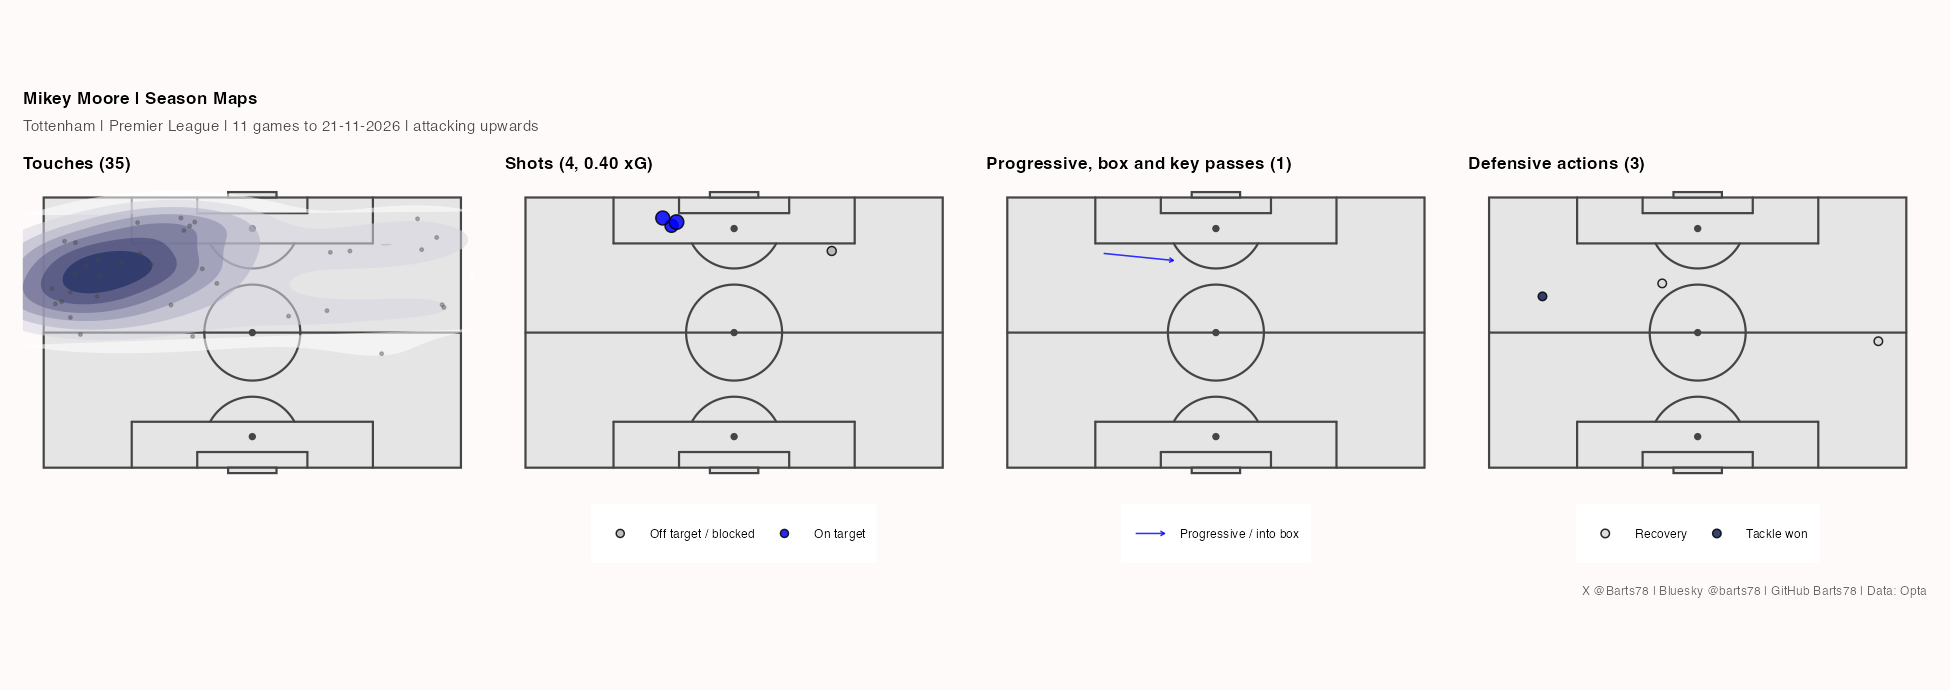 Mikey Moore | Season Maps
Tottenham | Premier League | 11 games to 21-11-2026 | attacking upwards
Touches (35)
Shots (4, 0.40 xG)
Progressive, box and key passes (1)
Defensive actions (3)
Off target / blocked
On target
Progressive / into box
Recovery
Tackle won
X @Barts78 | Bluesky @barts78 | GitHub Barts78 | Data: Opta